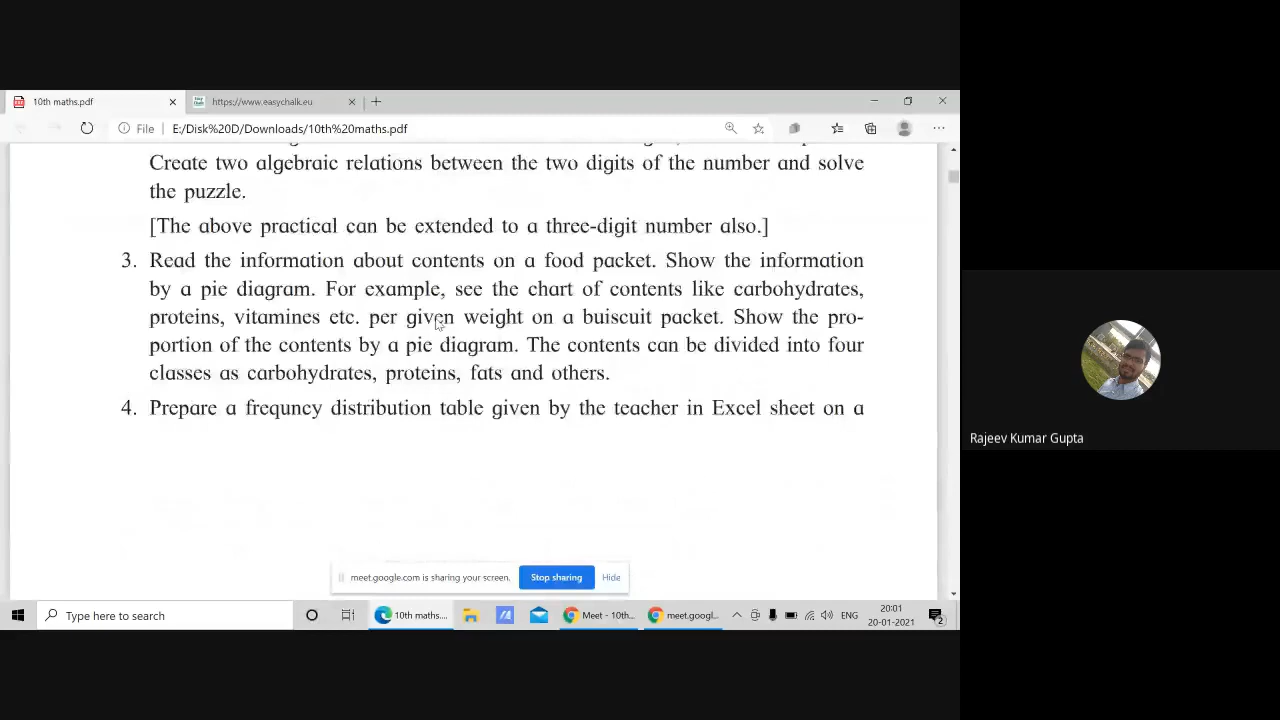 10th maths.pdf
https://www.easychalk.eu
File
E:/Disk%20D/Downloads/10th%20maths.pdf
Create two algebraic relations between the two digits of the number and solve
the puzzle.
[The above practical can be extended to a three-digit number also.]
3. Read the information about contents on a food packet. Show the information
by a pie diagram. For example, see the chart of contents like carbohydrates,
proteins, vitamines etc. per given weight on a buiscuit packet. Show the pro-
portion of the contents by a pie diagram. The contents can be divided into four
classes as carbohydrates, proteins, fats and others.
4. Prepare a frequncy distribution table given by the teacher in Excel sheet on a
Rajeev Kumar Gupta
meet.google.com is sharing your screen.
Stop sharing
Hide
Type here to search
10th maths....
Meet - 10th...
meet.googl...
ENG
20:01
20-01-2021
2